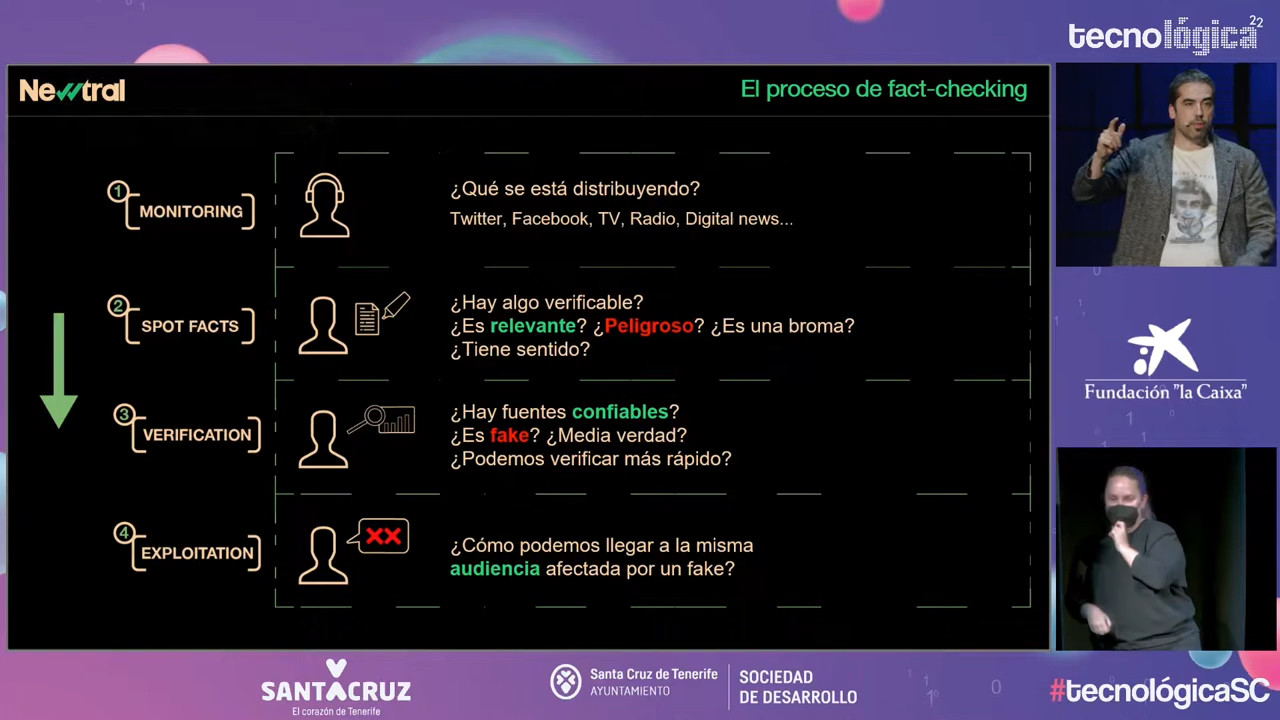 tecnológica22
Newtral
El proceso de fact-checking
1
MONITORING
¿Qué se está distribuyendo?
Twitter, Facebook, TV, Radio, Digital news...
2
SPOT FACTS
¿Hay algo verificable?
¿Es relevante? ¿Peligroso? ¿Es una broma?
¿Tiene sentido?
3
VERIFICATION
¿Hay fuentes confiables?
¿Es fake? ¿Media verdad?
¿Podemos verificar más rápido?
4
EXPLOITATION
¿Cómo podemos llegar a la misma
audiencia afectada por un fake?
Fundación "la Caixa"
SANTACRUZ
El corazón de Tenerife
Santa Cruz de Tenerife
AYUNTAMIENTO
SOCIEDAD
DE DESARROLLO
#tecnológicaSC